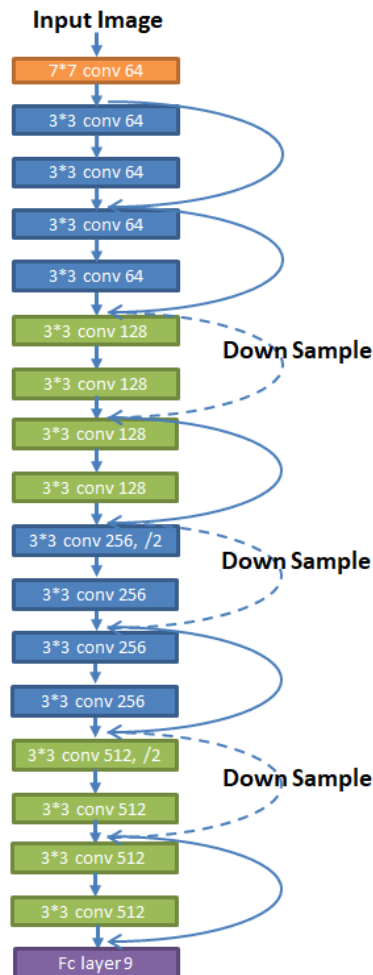 Input Image
7*7 conv 64
3*3 conv 64
3*3 conv 64
3*3 conv 64
3*3 conv 64
3*3 conv 128
Down Sample
3*3 conv 128
3*3 conv 128
3*3 conv 128
3*3 conv 256, /2
Down Sample
3*3 conv 256
3*3 conv 256
3*3 conv 256
3*3 conv 512, /2
Down Sample
3*3 conv 512
3*3 conv 512
3*3 conv 512
Fc layer 9